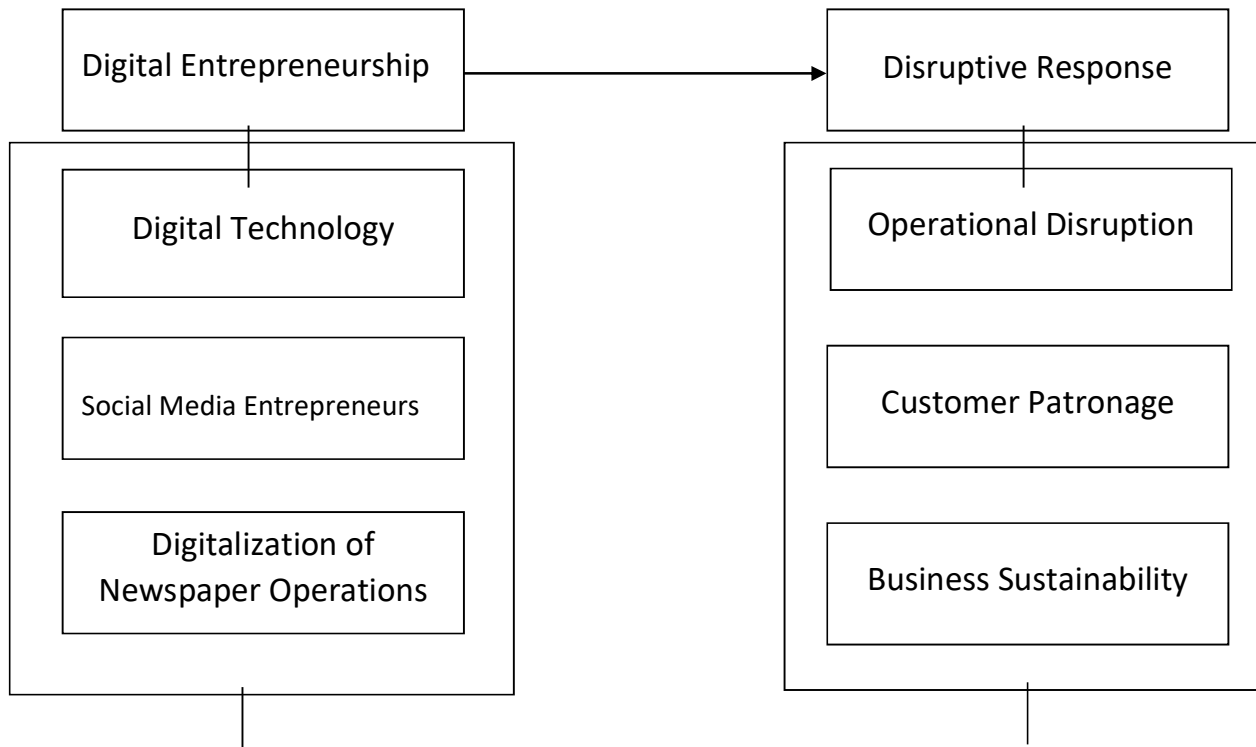 Digital Entrepreneurship
Disruptive Response
Digital Technology
Operational Disruption
Social Media Entrepreneurs
Customer Patronage
Digitalization of
Newspaper Operations
Business Sustainability